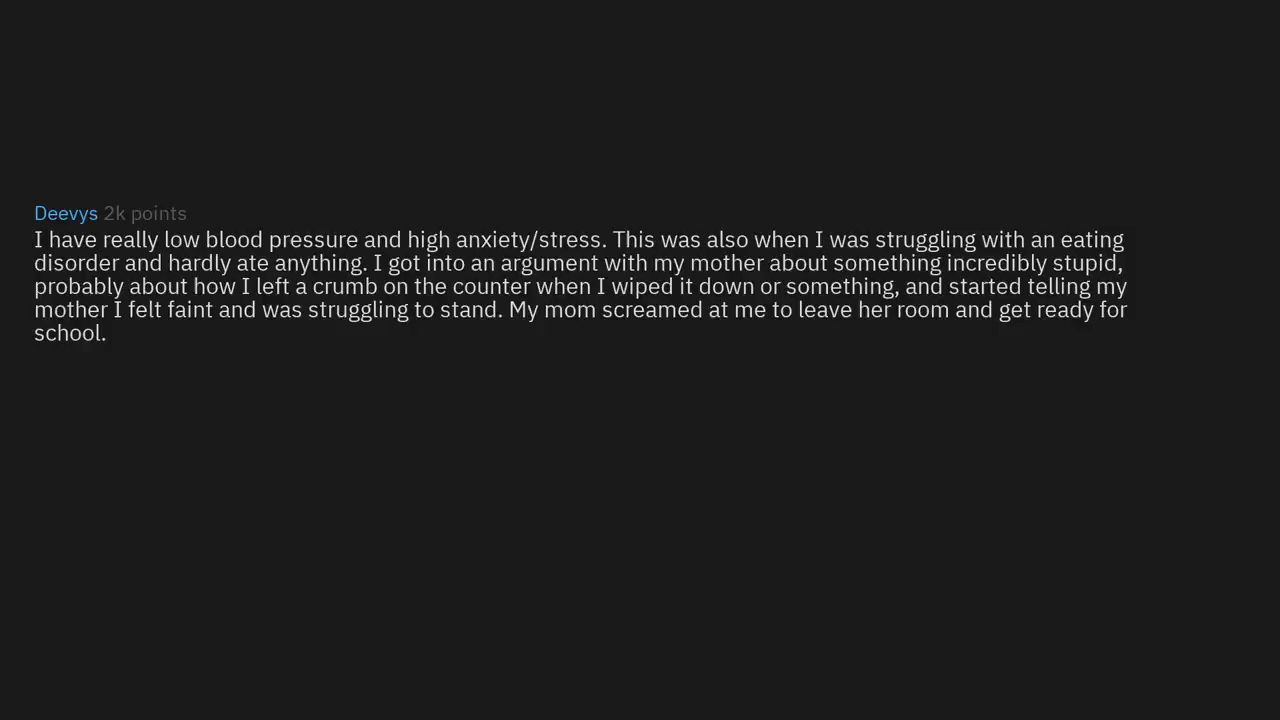 Deevys 2k points
I have really low blood pressure and high anxiety/stress. This was also when I was struggling with an eating
disorder and hardly ate anything. I got into an argument with my mother about something incredibly stupid,
probably about how I left a crumb on the counter when I wiped it down or something, and started telling my
mother I felt faint and was struggling to stand. My mom screamed at me to leave her room and get ready for
school.